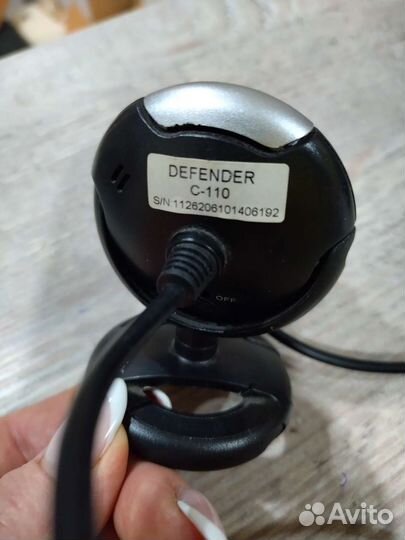 DEFENDER
C-110
S/N 1126206101406192
OFF
Avito